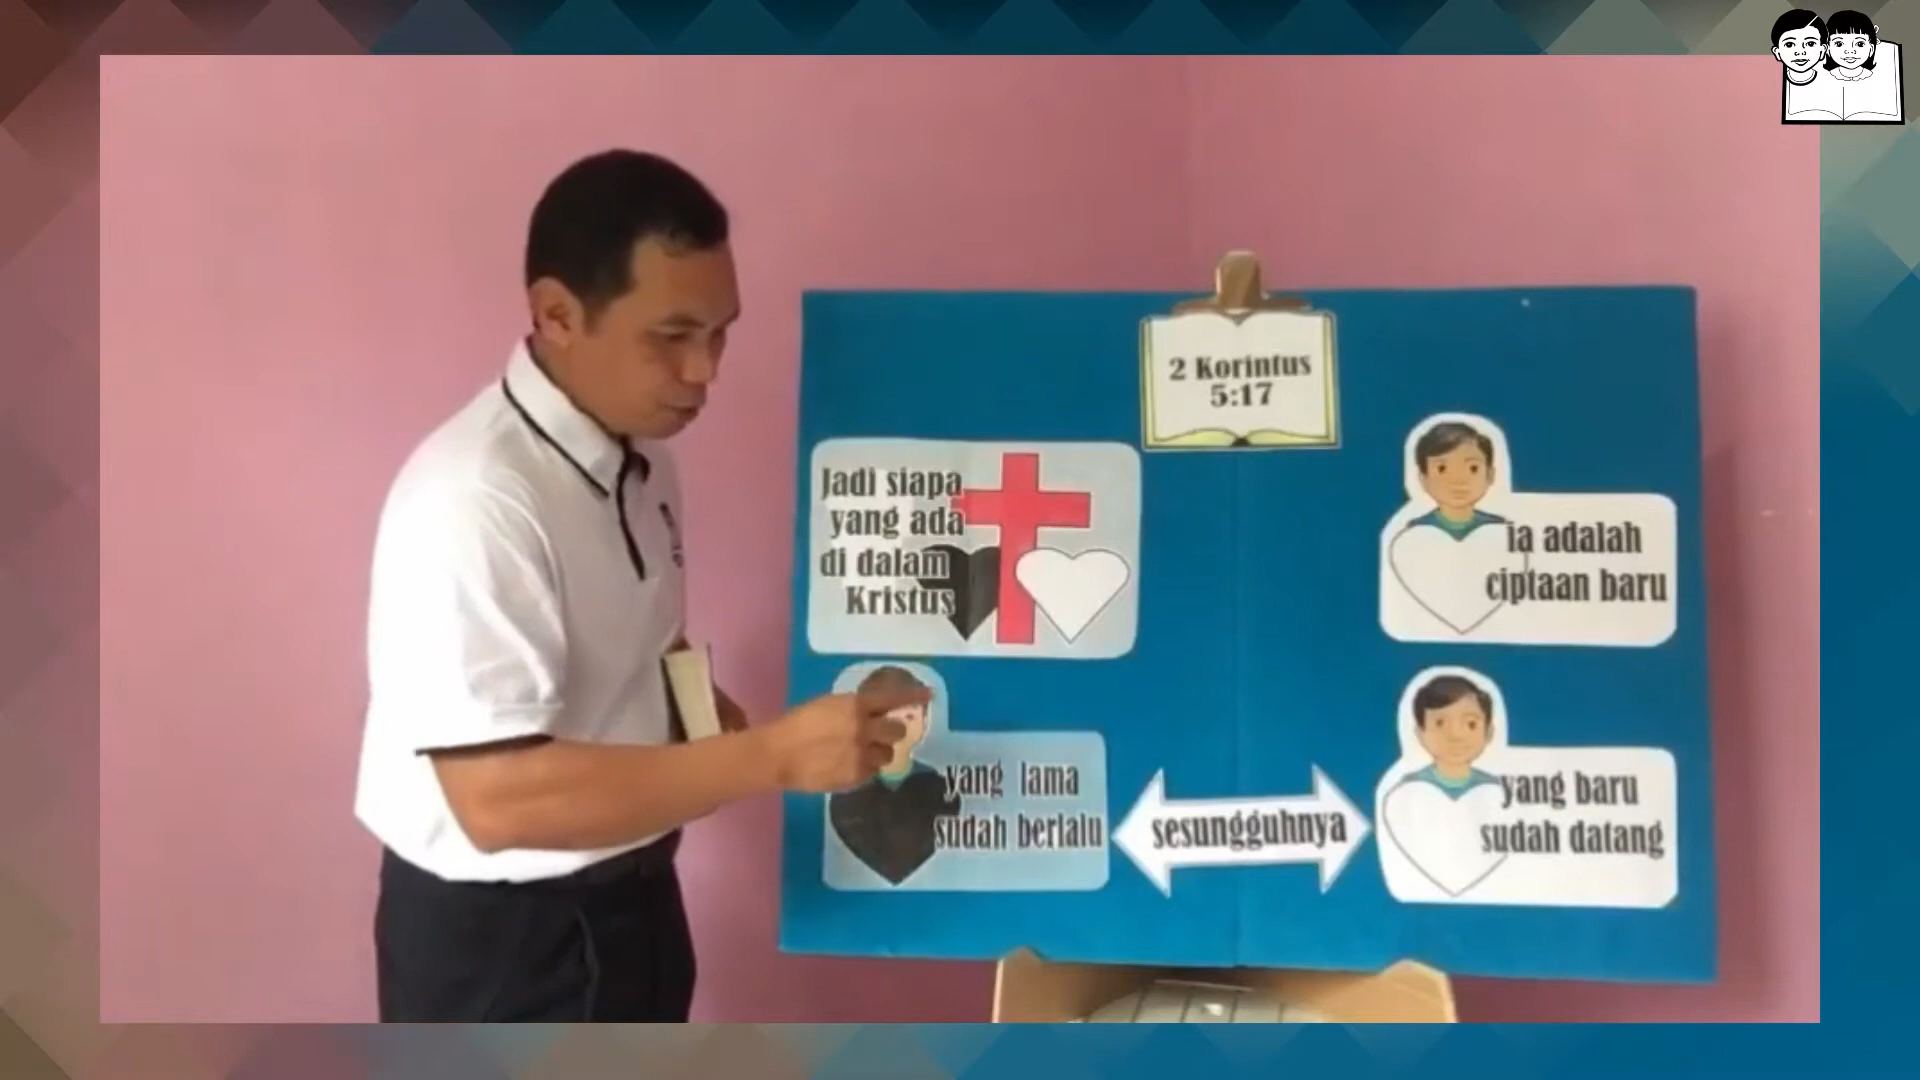 2 Korintus
5:17
Jadi siapa
yang ada
di dalam
Kristus
ia adalah
ciptaan baru
yang lama
sudah berlalu
sesungguhnya
yang baru
sudah datang